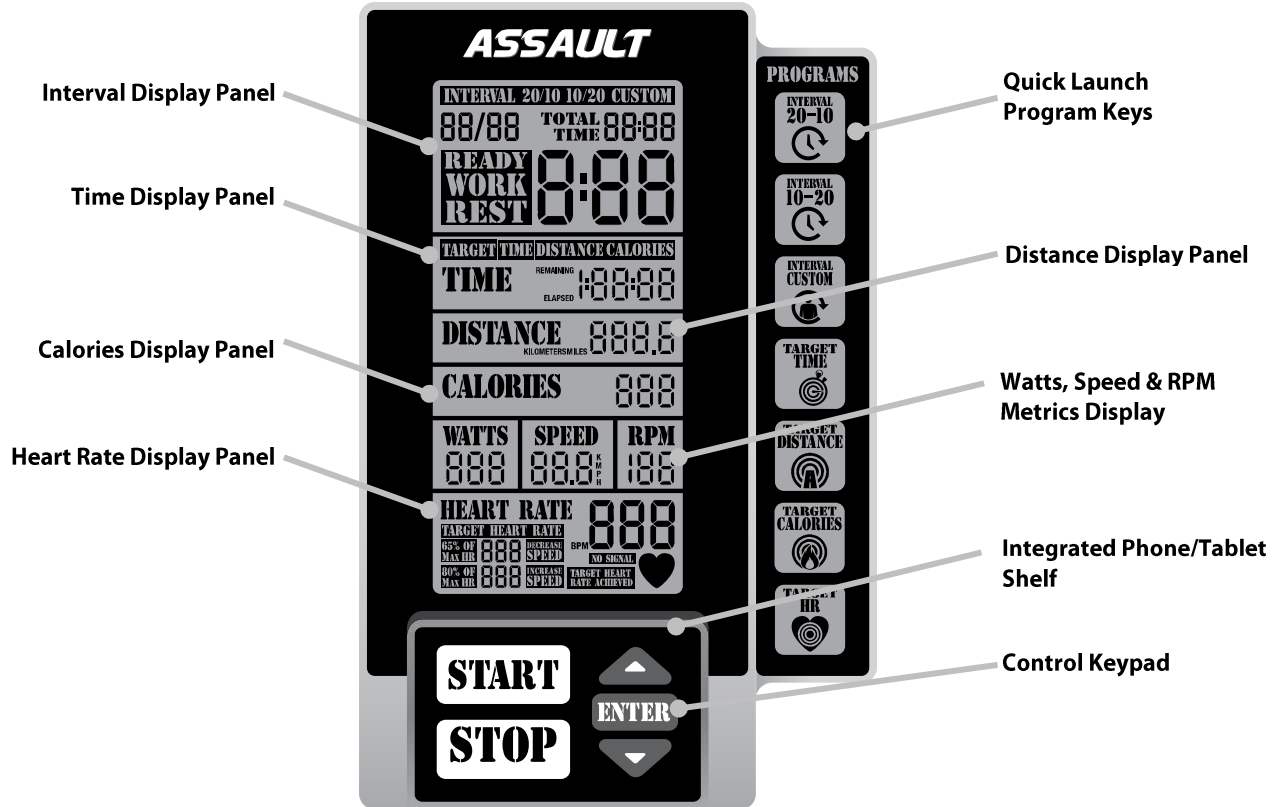 ASSAULT
Interval Display Panel
Time Display Panel
Calories Display Panel
Heart Rate Display Panel
INTERVAL 20/10 10/20 CUSTOM
88/88 TOTAL TIME 88:88
READY
WORK
REST
8:88
TARGET TIME DISTANCE CALORIES
TIME REMAINING ELAPSED 1:88:88
DISTANCE KILOMETERSMILES 888.8
CALORIES 888
WATTS SPEED RPM
888 88.8 KMPH 188
HEART RATE 888
TARGET HEART RATE
65% OF MAX HR 888 DECREASE SPEED BPM
NO SIGNAL
80% OF MAX HR 888 INCREASE SPEED TARGET HEART RATE ACHIEVED
START
STOP
ENTER
PROGRAMS
INTERVAL
20-10
INTERVAL
10-20
INTERVAL
CUSTOM
TARGET
TIME
TARGET
DISTANCE
TARGET
CALORIES
TARGET
HR
Quick Launch
Program Keys
Distance Display Panel
Watts, Speed & RPM
Metrics Display
Integrated Phone/Tablet
Shelf
Control Keypad